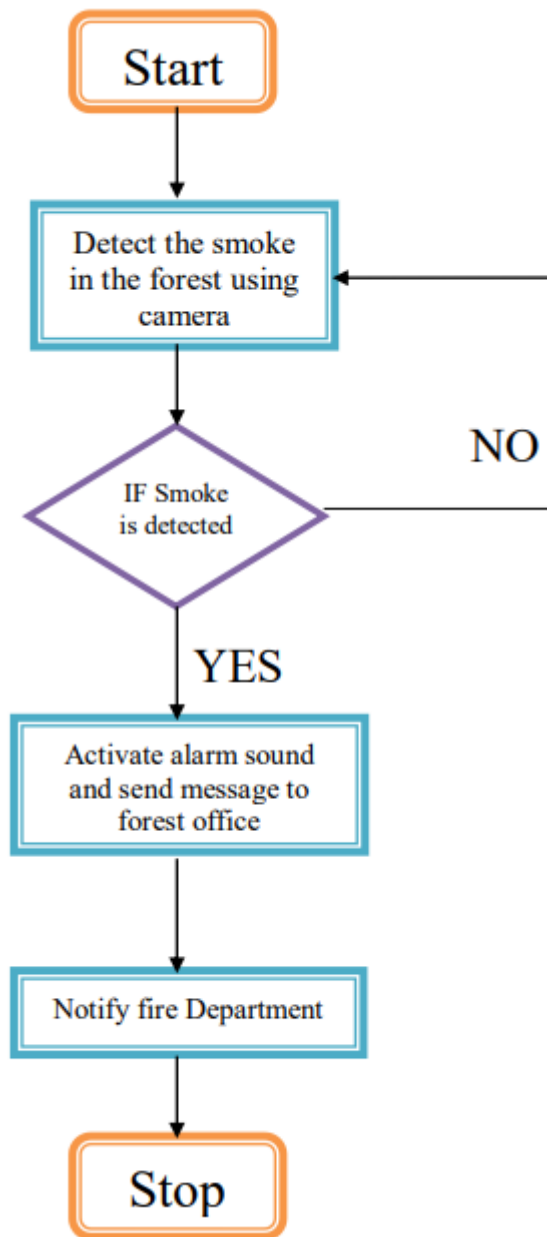 Start
Detect the smoke
in the forest using
camera
NO
IF Smoke
is detected
YES
Activate alarm sound
and send message to
forest office
Notify fire Department
Stop